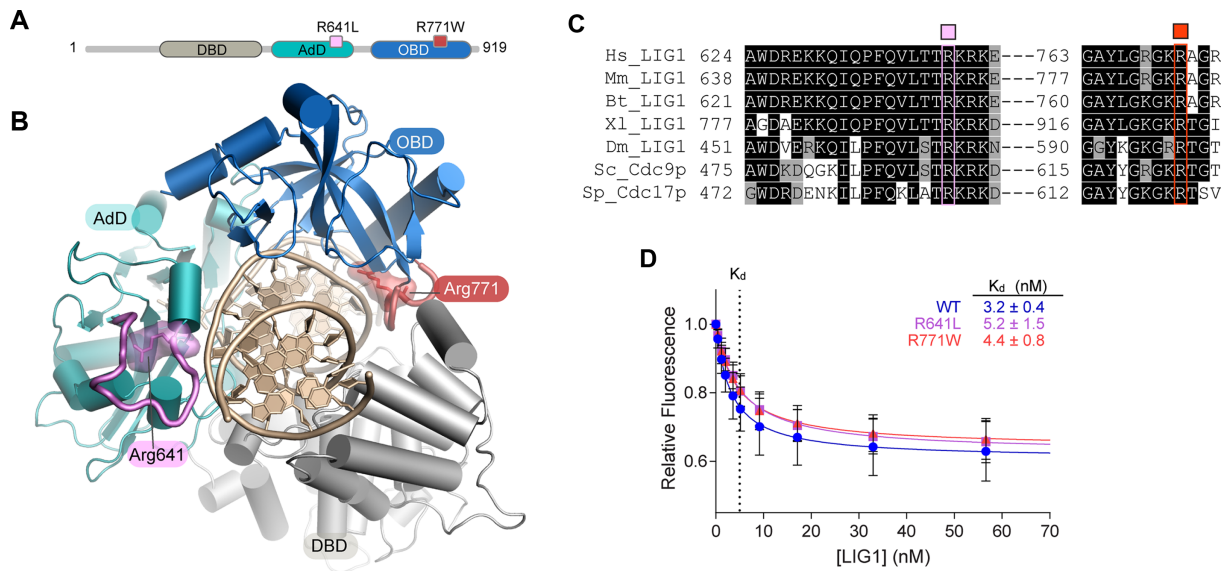 A
R641L R771W
1 DBD AdD OBD 919
B
OBD
AdD
Arg771
Arg641
DBD
C
Hs_LIG1 624 AWDREKKQIQPFQVLTTRKRKE---763 GAYLGRGKRAGR
Mm_LIG1 638 AWDREKKQIQPFQVLTTRKRKE---777 GAYLGRGKRAGR
Bt_LIG1 621 AWDREKKQIQPFQVLTTRKRKE---760 GAYLGKGKRAGR
Xl_LIG1 777 AGDAEKKQIQPFQVLTTRKRKD---916 GAYLGKGKRTGT
Dm_LIG1 451 AWDVERKQILPFQVLSTRKRKN---590 GGYKGKGRRTGI
Sc_Cdc9p 475 AWDKDQGKILPFQVLSTRKRKD---615 GAYYGRGKRTGT
Sp_Cdc17p 472 GWDRDENKILPFQKLATRKRKD---612 GAYYGKGKRTSV
D
Kd
Kd (nM)
WT 3.2 ± 0.4
R641L 5.2 ± 1.5
R771W 4.4 ± 0.8
Relative Fluorescence
1.0
0.8
0.6
0 10 20 30 40 50 60 70
[LIG1] (nM)